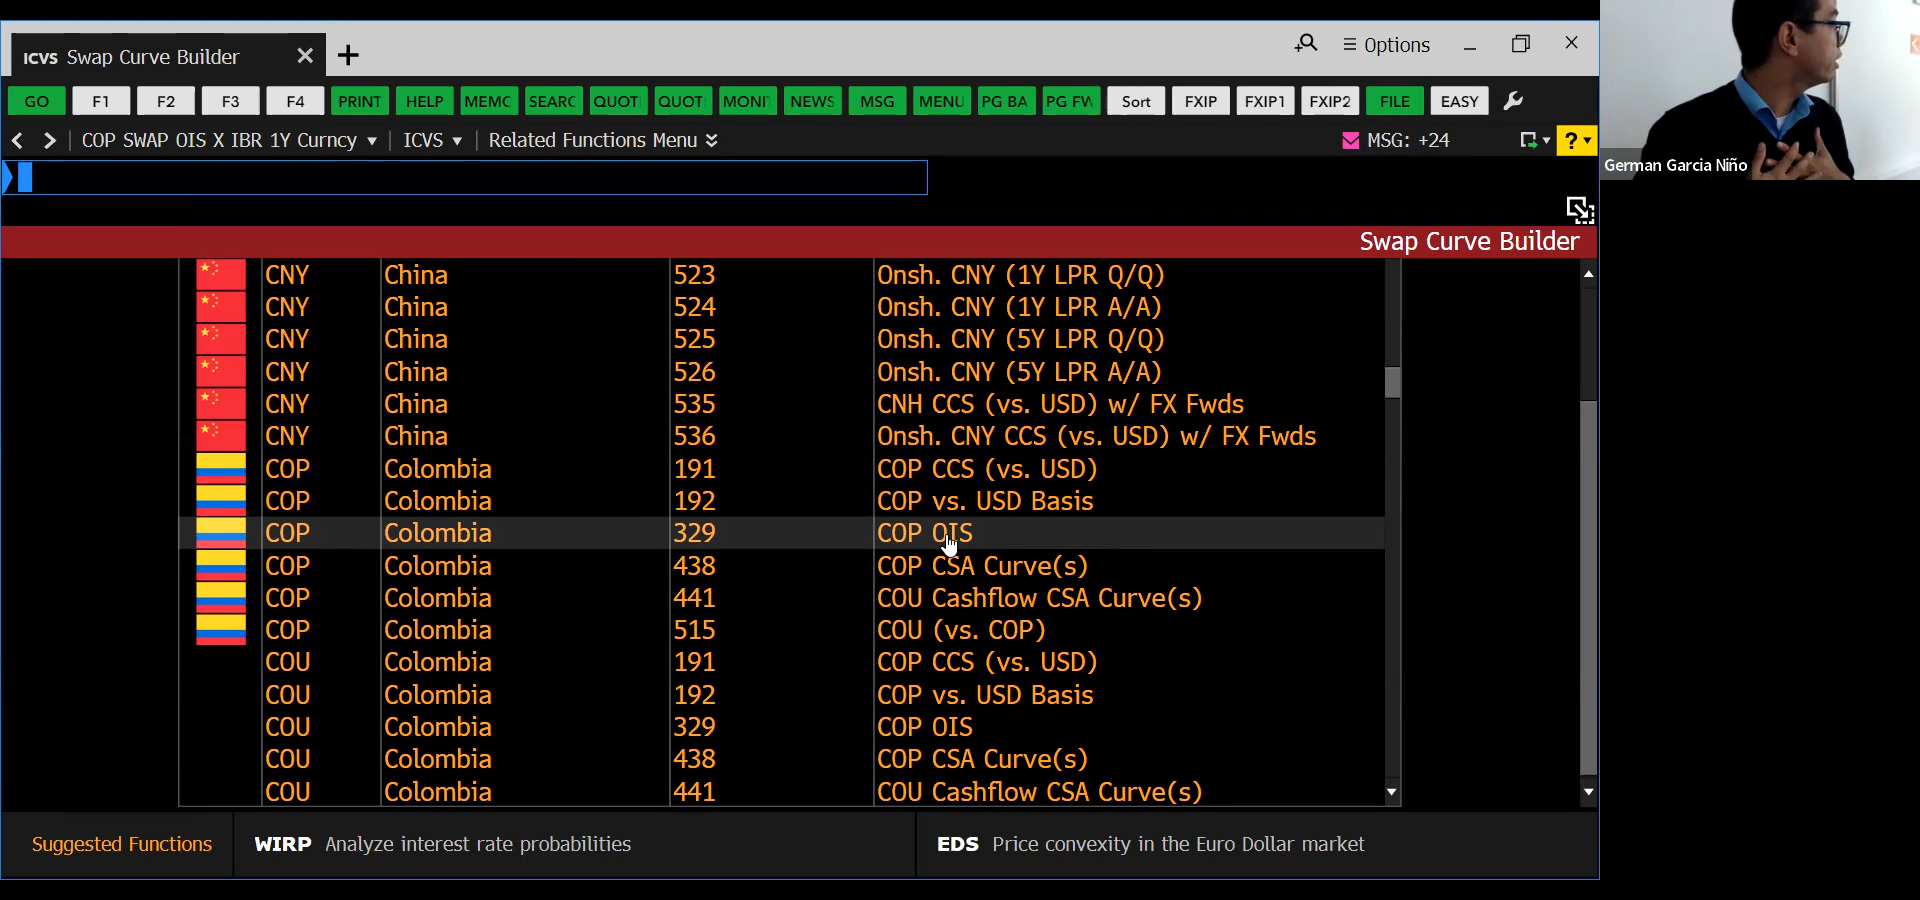 ICVS Swap Curve Builder
Options
GO F1 F2 F3 F4 PRINT HELP MEMC SEARC QUOT QUOT MONI NEWS MSG MENU PG BA PG FW Sort FXIP FXIP1 FXIP2 FILE EASY
COP SWAP OIS X IBR 1Y Curncy ICVS Related Functions Menu MSG: +24 ?
German Garcia Niño
Swap Curve Builder
CNY China 523 Onsh. CNY (1Y LPR Q/Q)
CNY China 524 Onsh. CNY (1Y LPR A/A)
CNY China 525 Onsh. CNY (5Y LPR Q/Q)
CNY China 526 Onsh. CNY (5Y LPR A/A)
CNY China 535 CNH CCS (vs. USD) w/ FX Fwds
CNY China 536 Onsh. CNY CCS (vs. USD) w/ FX Fwds
COP Colombia 191 COP CCS (vs. USD)
COP Colombia 192 COP vs. USD Basis
COP Colombia 329 COP OIS
COP Colombia 438 COP CSA Curve(s)
COP Colombia 441 COU Cashflow CSA Curve(s)
COP Colombia 515 COU (vs. COP)
COU Colombia 191 COP CCS (vs. USD)
COU Colombia 192 COP vs. USD Basis
COU Colombia 329 COP OIS
COU Colombia 438 COP CSA Curve(s)
COU Colombia 441 COU Cashflow CSA Curve(s)
Suggested Functions WIRP Analyze interest rate probabilities EDS Price convexity in the Euro Dollar market